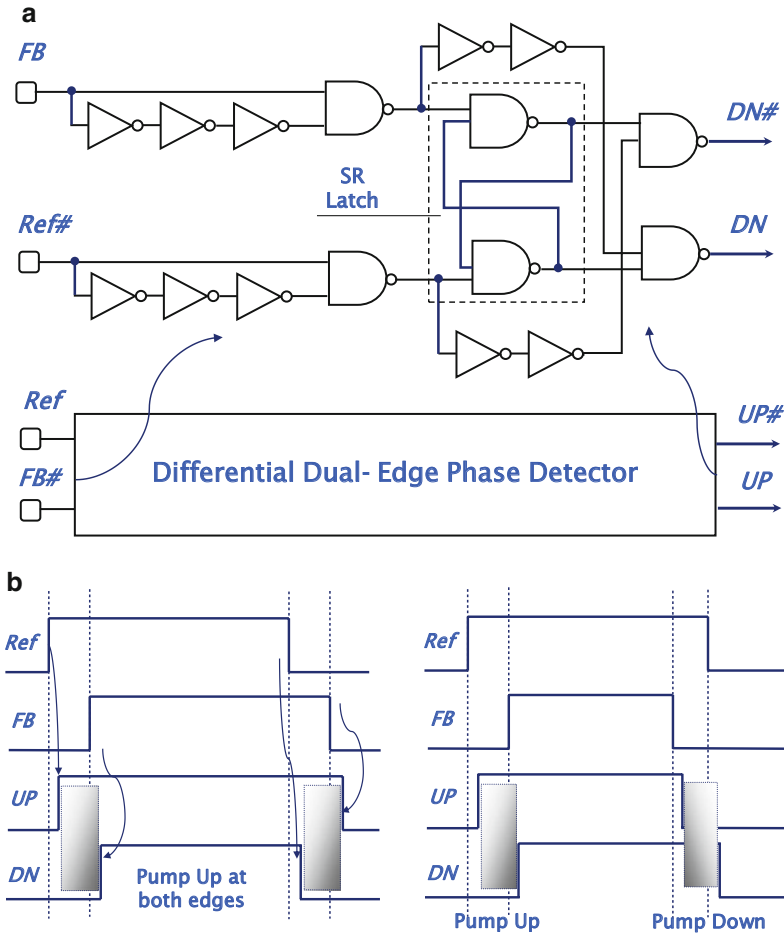 a
FB
DN#
SR
Latch
Ref#
DN
Ref
UP#
FB#
Differential Dual- Edge Phase Detector
UP
b
Ref
FB
UP
DN
Pump Up at
both edges
Ref
FB
UP
DN
Pump Up
Pump Down